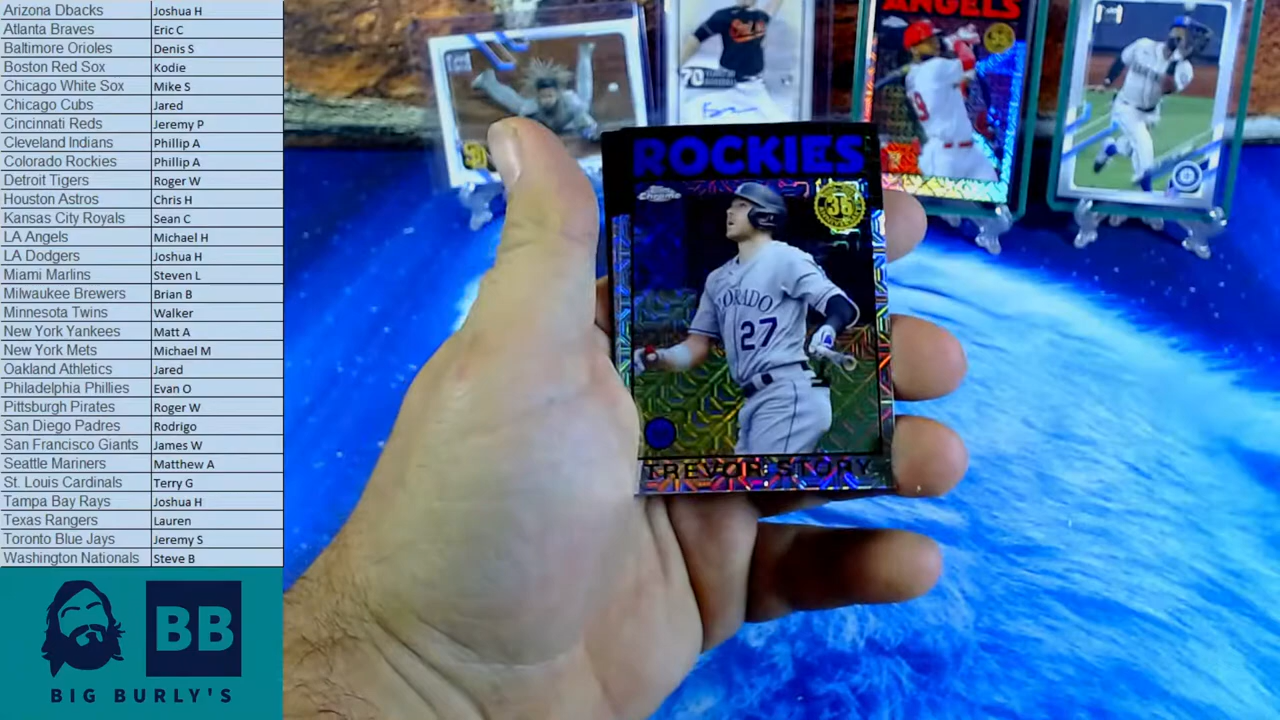 Arizona Dbacks Joshua H
Atlanta Braves Eric C
Baltimore Orioles Denis S
Boston Red Sox Kodie
Chicago White Sox Mike S
Chicago Cubs Jared
Cincinnati Reds Jeremy P
Cleveland Indians Phillip A
Colorado Rockies Phillip A
Detroit Tigers Roger W
Houston Astros Chris H
Kansas City Royals Sean C
LA Angels Michael H
LA Dodgers Joshua H
Miami Marlins Steven L
Milwaukee Brewers Brian B
Minnesota Twins Walker
New York Yankees Matt A
New York Mets Michael M
Oakland Athletics Jared
Philadelphia Phillies Evan O
Pittsburgh Pirates Roger W
San Diego Padres Rodrigo
San Francisco Giants James W
Seattle Mariners Matthew A
St. Louis Cardinals Terry G
Tampa Bay Rays Joshua H
Texas Rangers Lauren
Toronto Blue Jays Jeremy S
Washington Nationals Steve B
BB
BIG BURLY'S
ANGELS
70
ROCKIES
Chrome
35
ORADO
27
TREVOR STORY